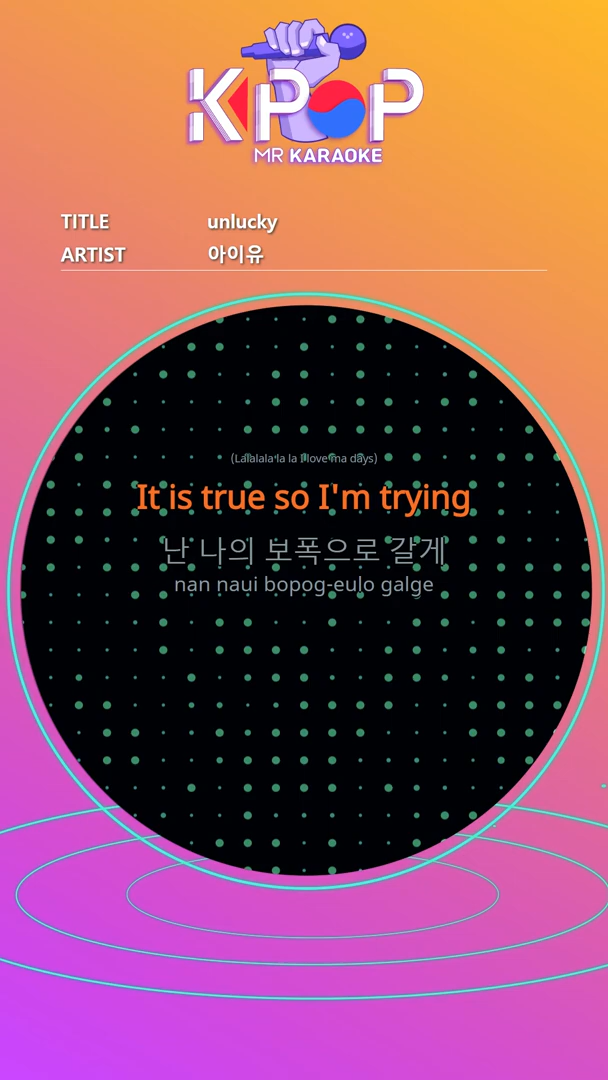 KPOP
MR KARAOKE
TITLE unlucky
ARTIST 아이유
(Lalalala la la I love ma days)
It is true so I'm trying
난 나의 보폭으로 갈게
nan naui bopog-eulo galge